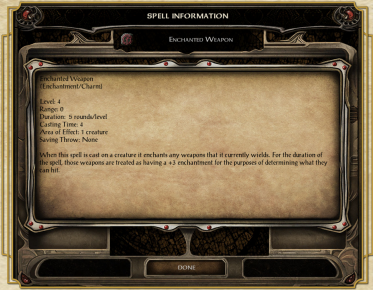 SPELL INFORMATION
ENCHANTED WEAPON
Enchanted Weapon
(Enchantment/Charm)
Level: 4
Range: 0
Duration: 5 rounds/level
Casting Time: 4
Area of Effect: 1 creature
Saving Throw: None
When this spell is cast on a creature it enchants any weapons that it currently wields. For the duration of
the spell, those weapons are treated as having a +3 enchantment for the purposes of determining what they
can hit.
DONE